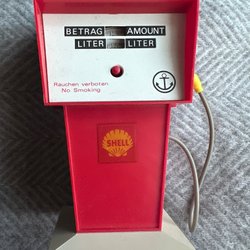 BETRAG AMOUNT
LITER LITER
Rauchen verboten
No Smoking
SHELL